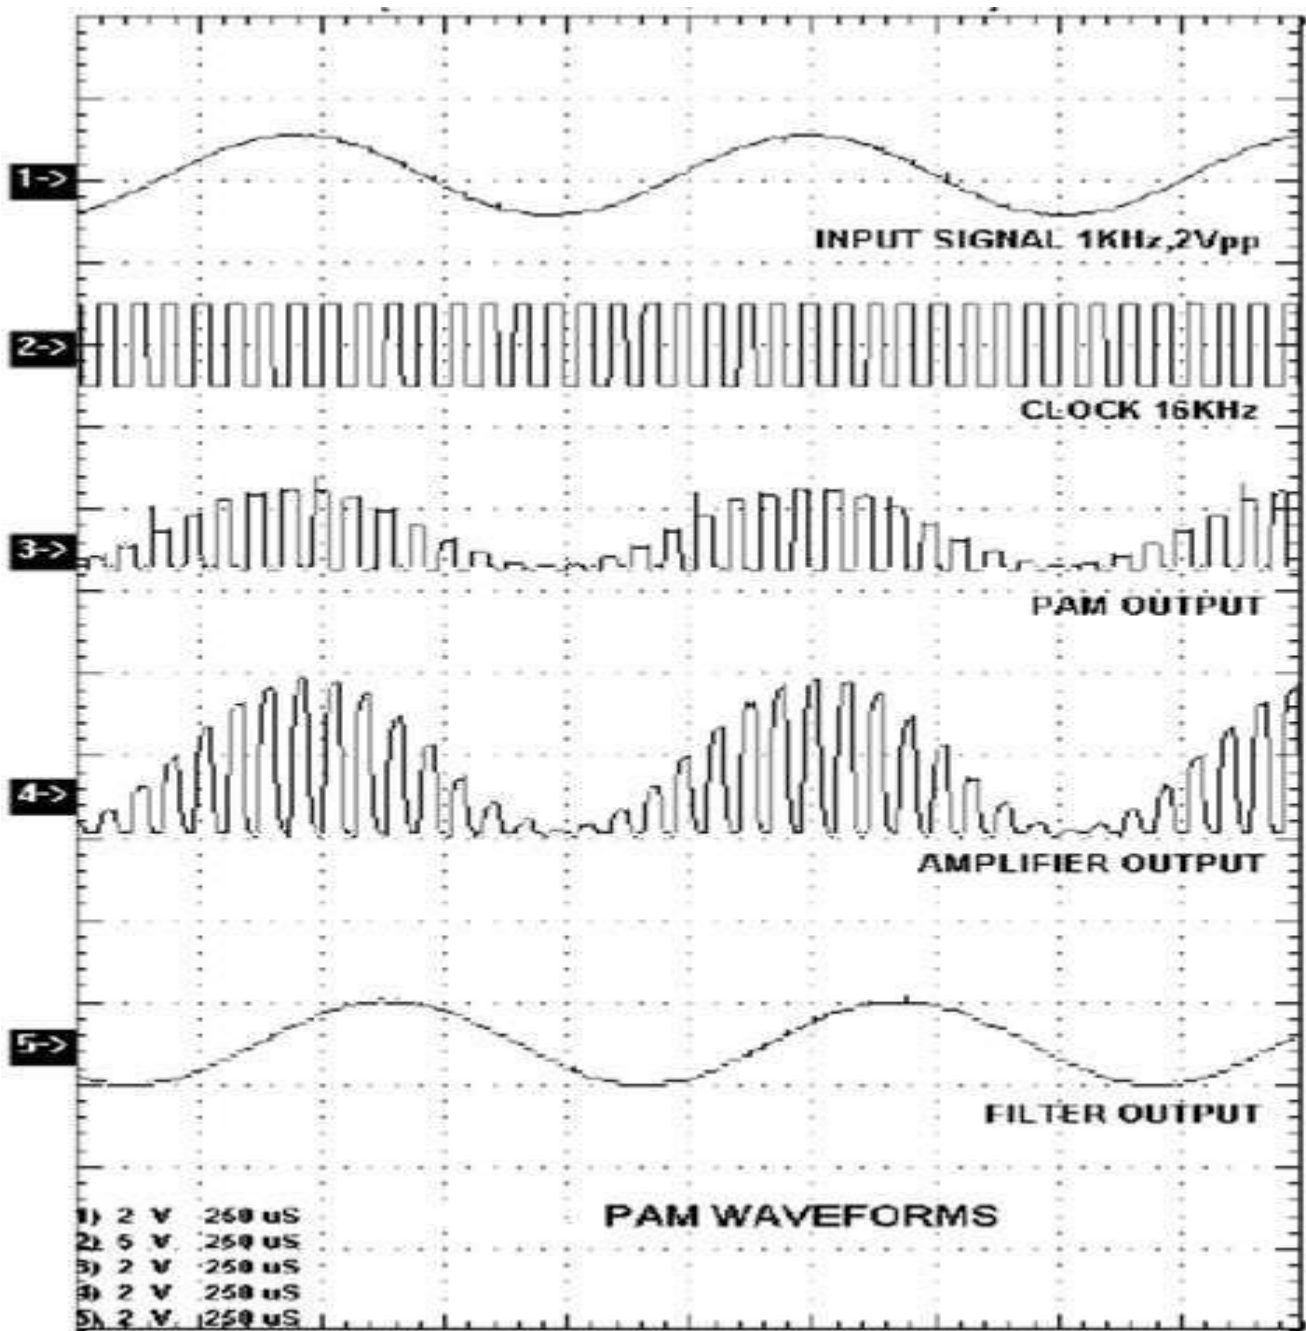 1->
INPUT SIGNAL 1KHz,2Vpp
2->
CLOCK 16KHz
3->
PAM OUTPUT
4->
AMPLIFIER OUTPUT
5->
FILTER OUTPUT
PAM WAVEFORMS
1) 2 V 250 uS
2) 5 V 250 uS
3) 2 V 250 uS
4) 2 V 250 uS
5) 2 V 250 uS